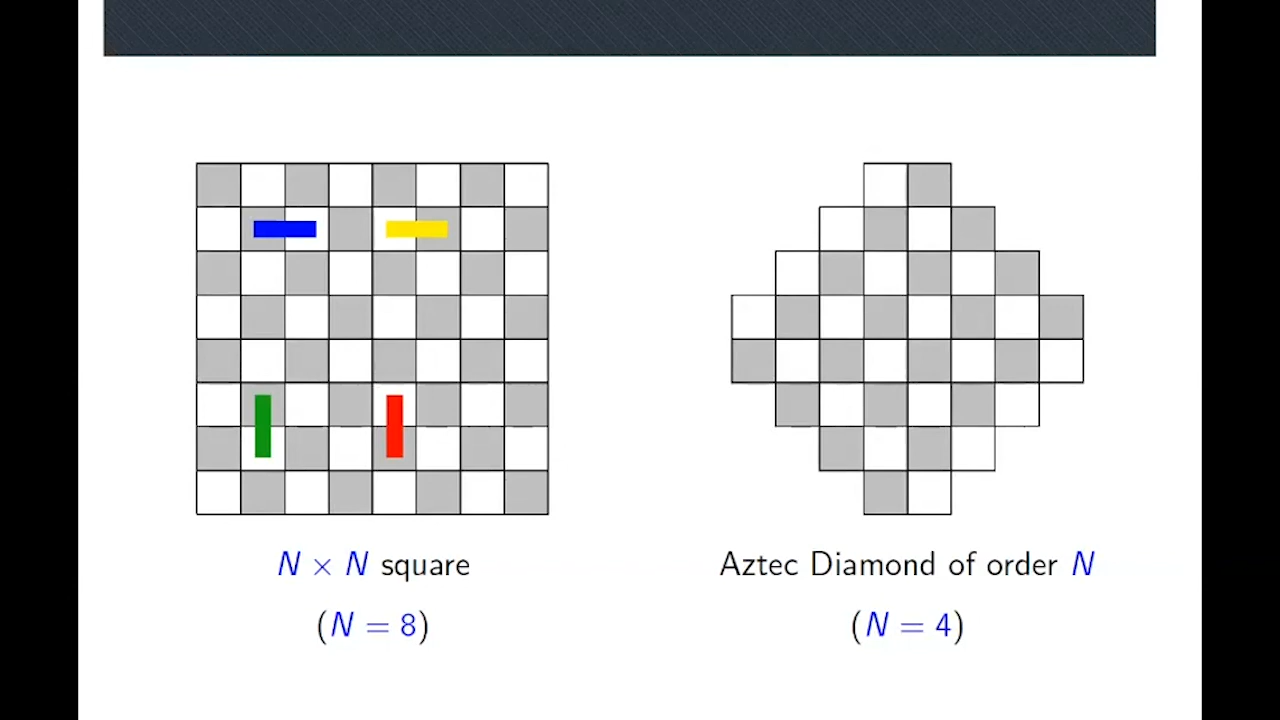 N × N square
(N = 8)
Aztec Diamond of order N
(N = 4)